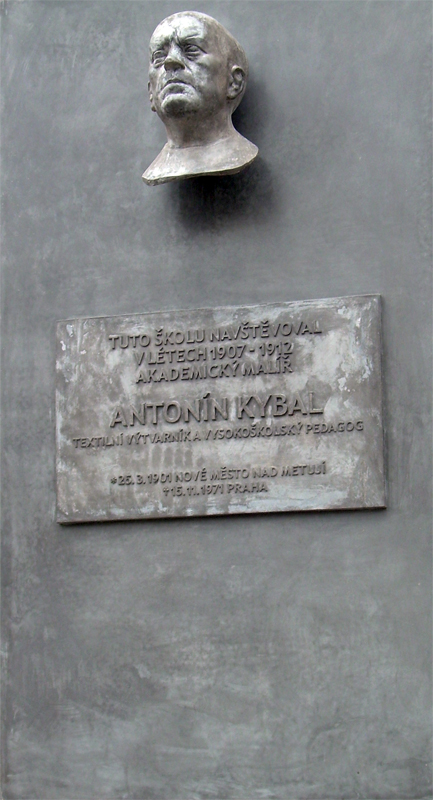 TUTO ŠKOLU NAVŠTĚVOVAL
V LÉTECH 1907 - 1912
AKADEMICKÝ MALÍŘ
ANTONÍN KYBAL
TEXTILNÍ VÝTVARNÍK A VYSOKOŠKOLSKÝ PEDAGOG
*25.3.1901 NOVÉ MĚSTO NAD METUJÍ
†15.11.1971 PRAHA